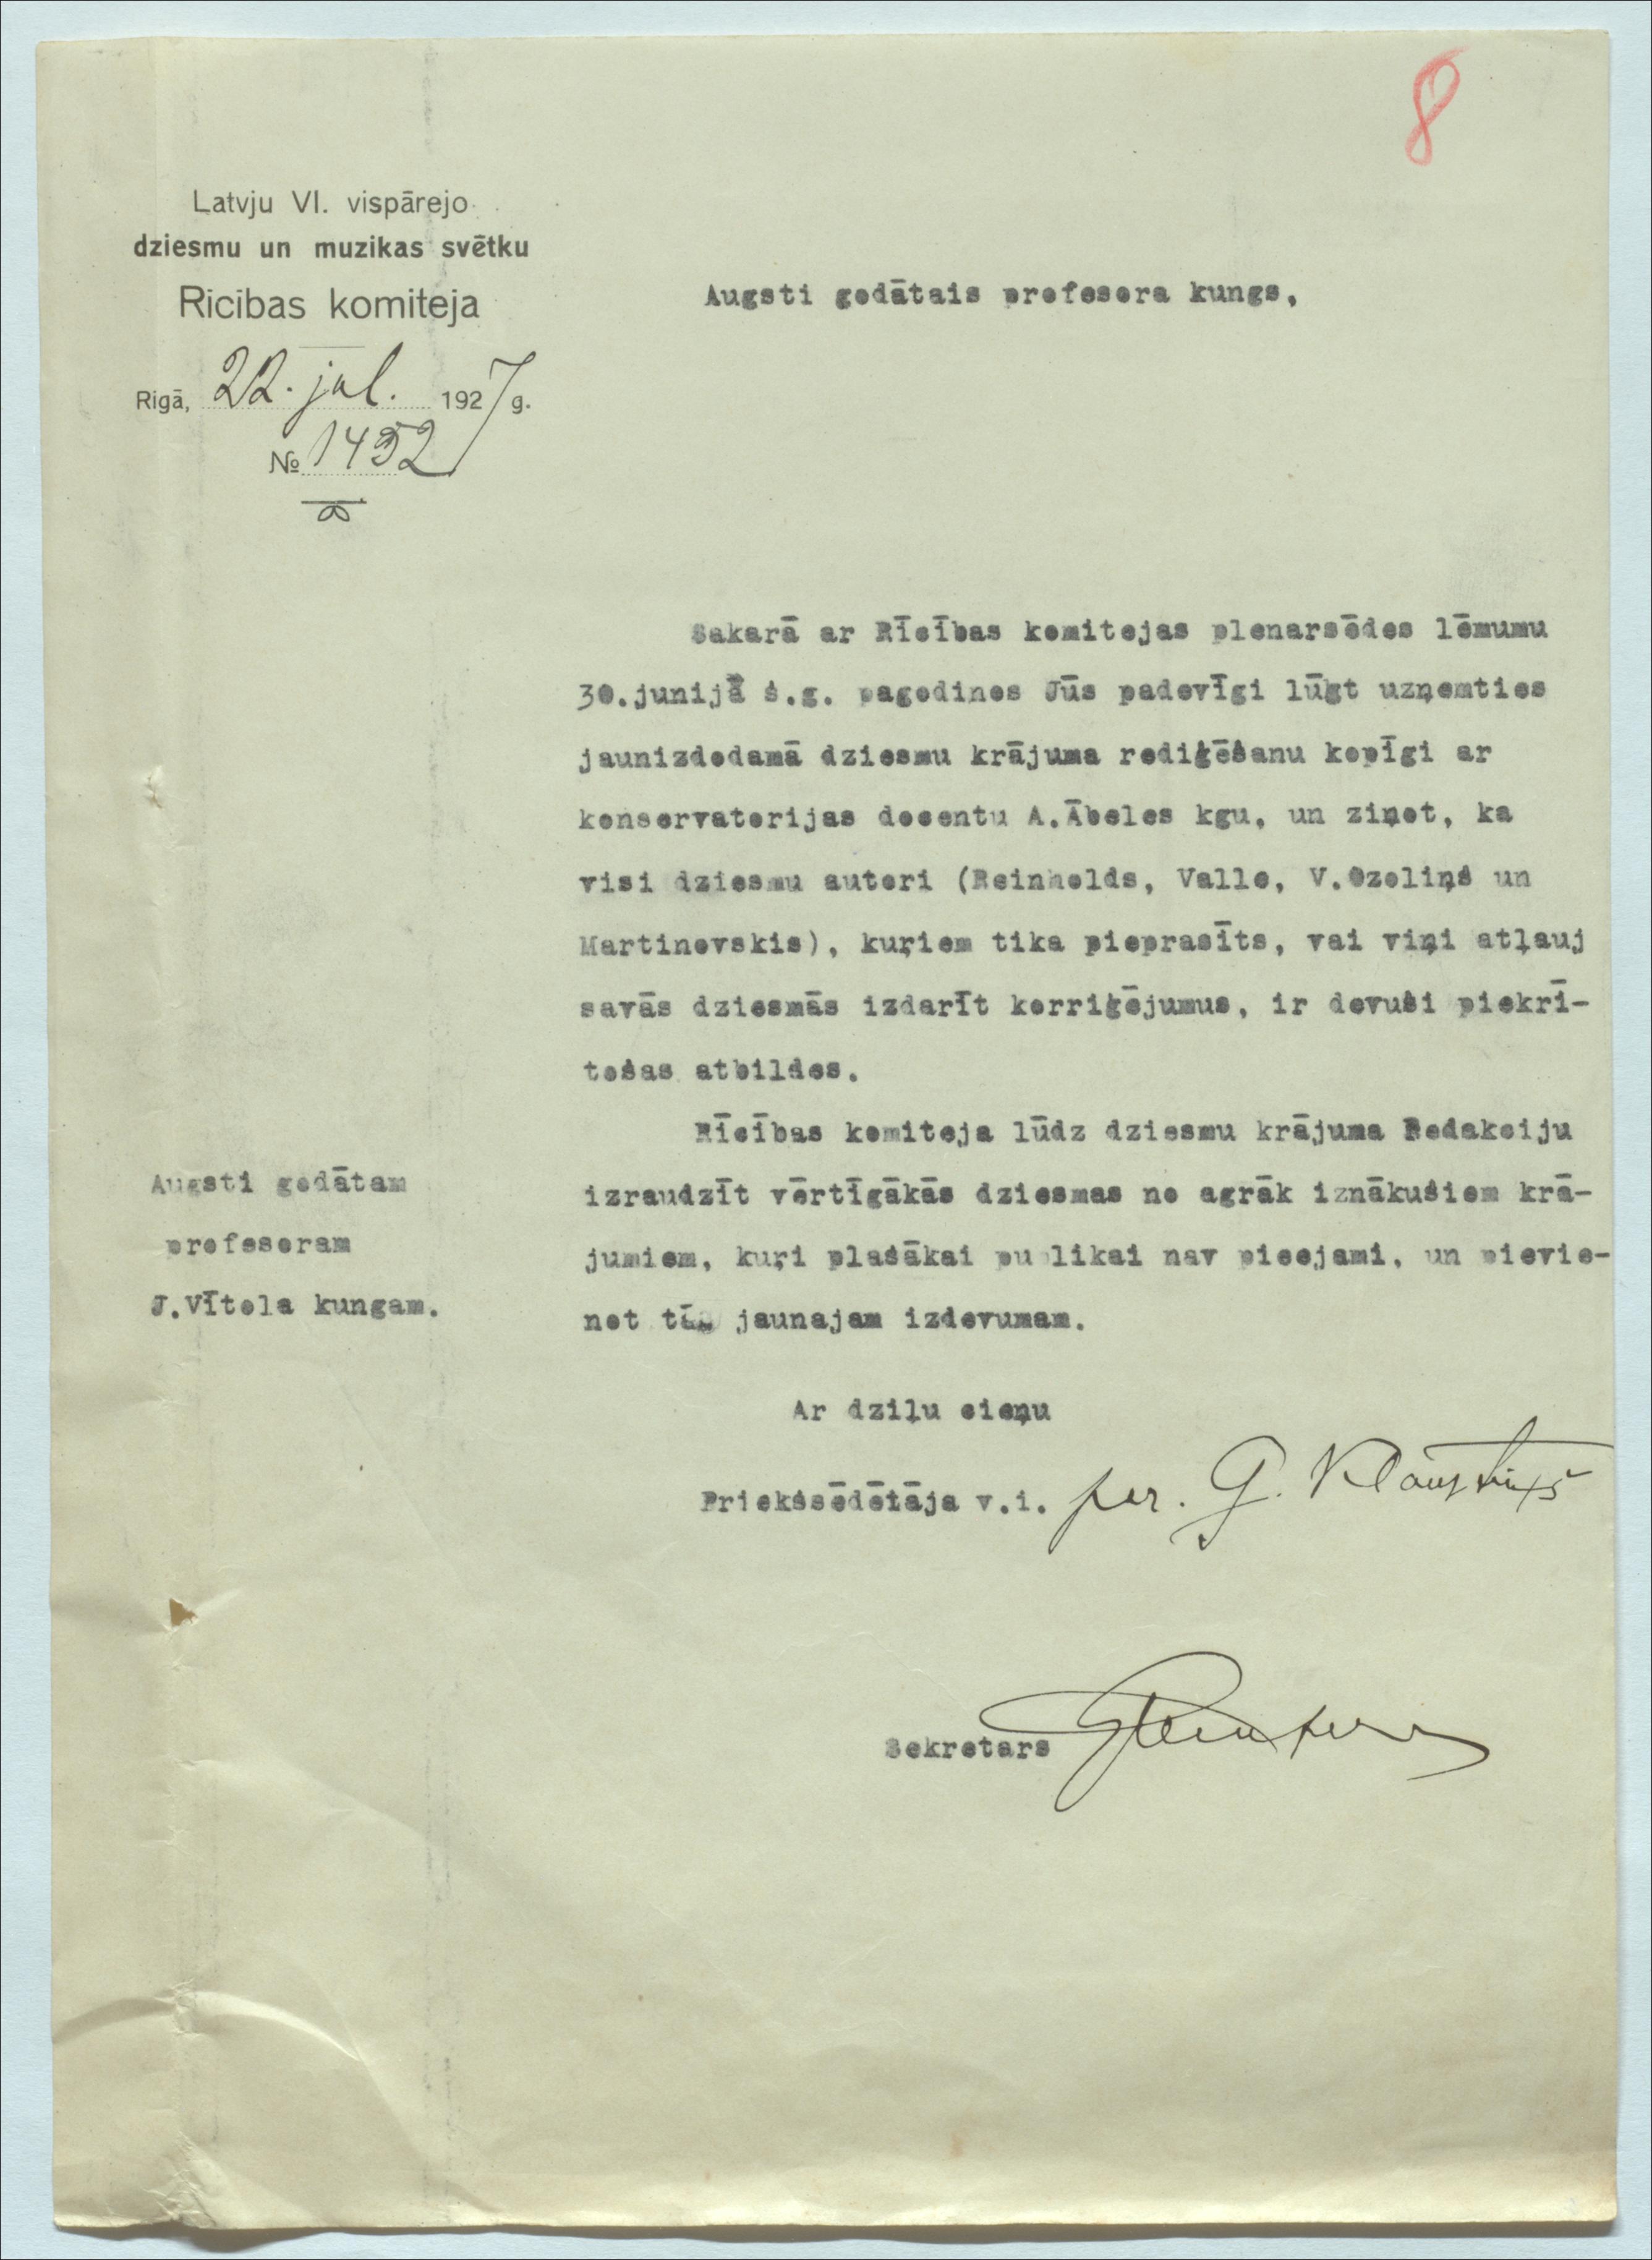 8
Latvju VI. vispārejo
dziesmu un muzikas svētku
Rīcības komiteja
Rīgā, 22. jul. 1927 g.
№ 1492
Augsti godātais profesora kungs,
Sakarā ar Rīcības komitejas plenarsēdes lēmumu
30.junijā š.g. pagodinos Jūs padevīgi lūgt uzņemties
jaunizdodamā dziesmu krājuma rediģēšanu kopīgi ar
konservatorijas docentu A.Ābeles kgu, un ziņot, ka
visi dziesmu autori (Reinholds, Valle, V.Ozoliņš un
Martinovskis), kuŗiem tika pieprasīts, vai viņi atļauj
savās dziesmās izdarīt korriģējumus, ir devuši piekrī-
tošas atbildes.
Rīcības komiteja lūdz dziesmu krājuma Redakciju
izraudzīt vērtīgākās dziesmas no agrāk iznākušiem krā-
jumiem, kuŗi plašākai publikai nav pieejami, un pievie-
not tās jaunajam izdevumam.
Augsti godātam
profesoram
J.Vītola kungam.
Ar dziļu cieņu
Priekšsēdētāja v.i. per. G. Klaustiņš
Sekretars